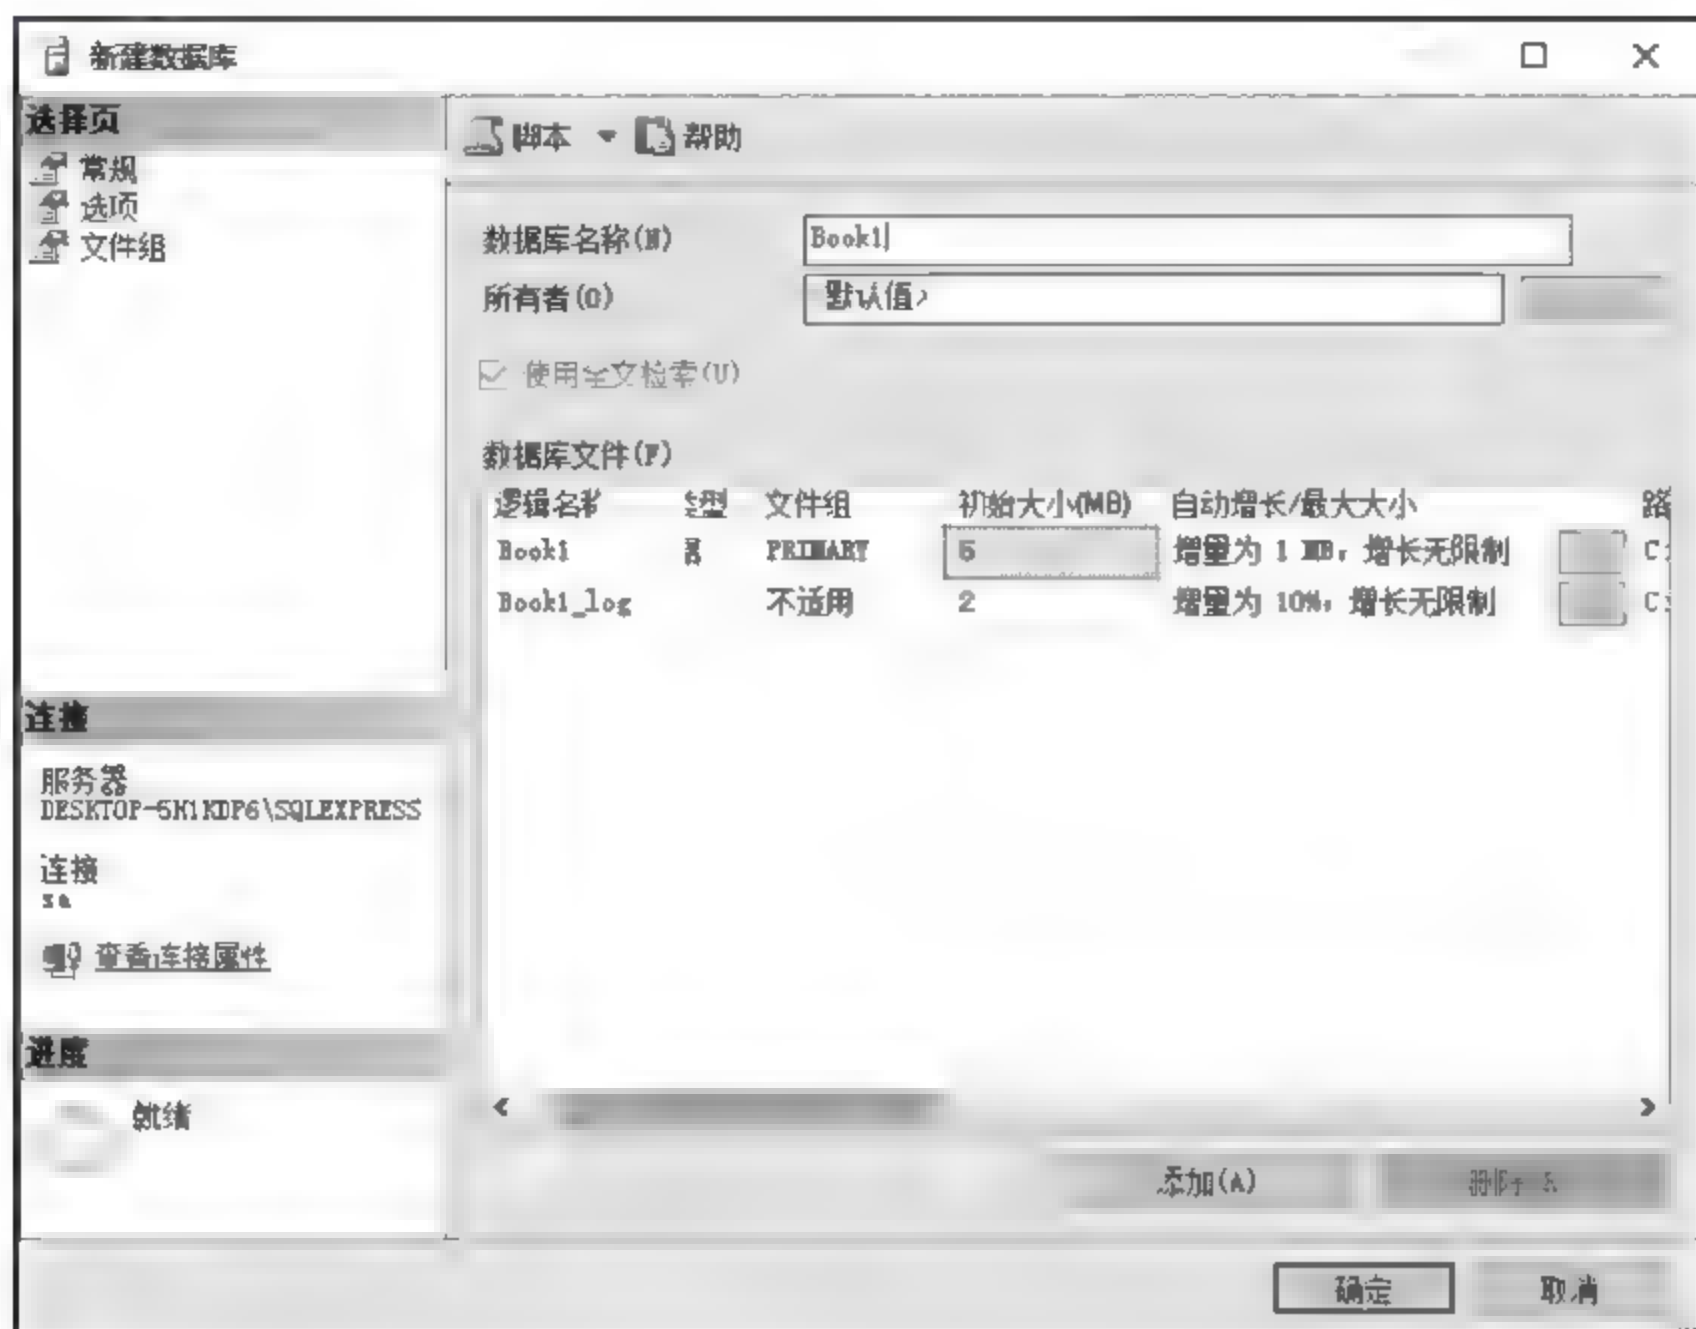 新建数据库
选择页
常规
选项
文件组
脚本 帮助
数据库名称(N) Book1
所有者(O) 默认值>
使用全文检索(U)
数据库文件(F)
逻辑名称 类型 文件组 初始大小(MB) 自动增长/最大大小 路
Book1 PRIMARY 5 增量为 1 MB，增长无限制 C:
Book1_log 不适用 2 增量为 10%，增长无限制 C:
连接
服务器
DESKTOP-5H1KDP6\SQLEXPRESS
连接
sa
查看连接属性
进度
就绪
添加(A) 删除
确定 取消